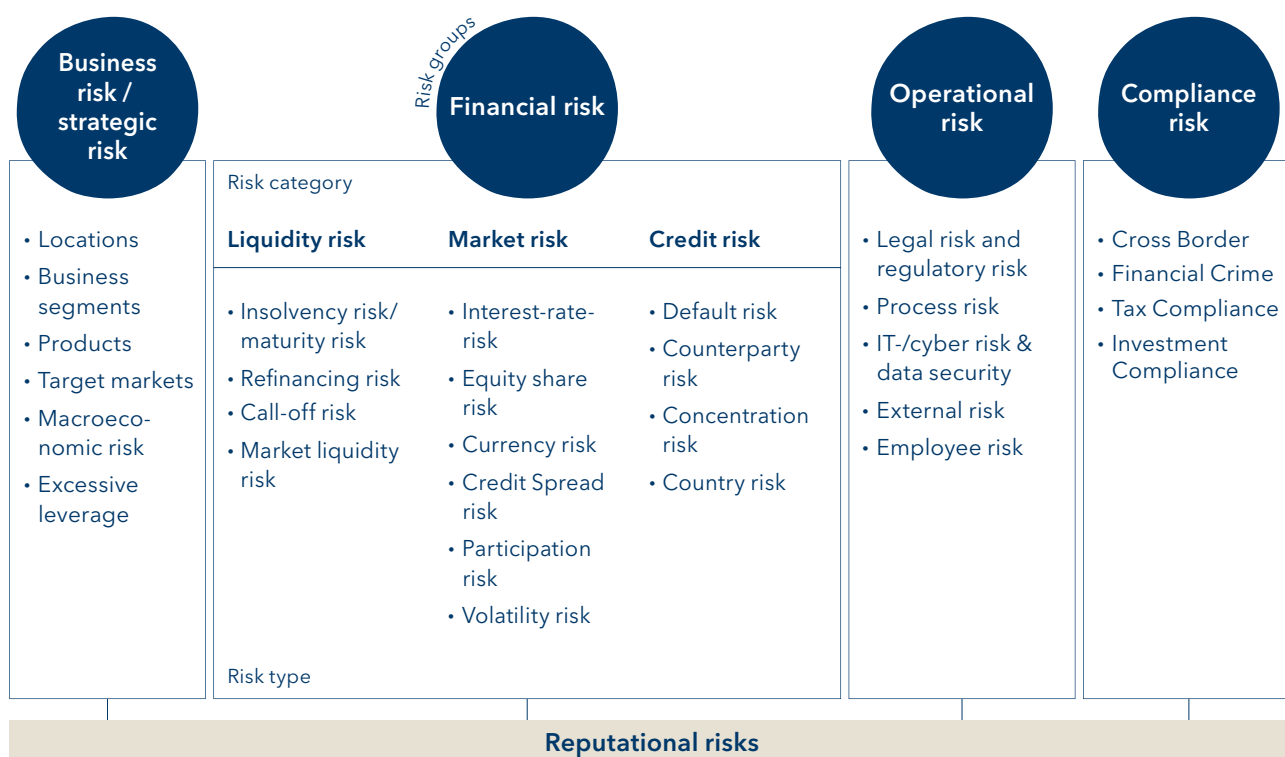 Business
risk /
strategic
risk
Risk groups
Financial risk
Operational
risk
Compliance
risk
• Locations
• Business
segments
• Products
• Target markets
• Macroeco-
nomic risk
• Excessive
leverage
Risk category
Liquidity risk
• Insolvency risk/
maturity risk
• Refinancing risk
• Call-off risk
• Market liquidity
risk
Market risk
• Interest-rate-
risk
• Equity share
risk
• Currency risk
• Credit Spread
risk
• Participation
risk
• Volatility risk
Credit risk
• Default risk
• Counterparty
risk
• Concentration
risk
• Country risk
Risk type
• Legal risk and
regulatory risk
• Process risk
• IT-/cyber risk &
data security
• External risk
• Employee risk
• Cross Border
• Financial Crime
• Tax Compliance
• Investment
Compliance
Reputational risks